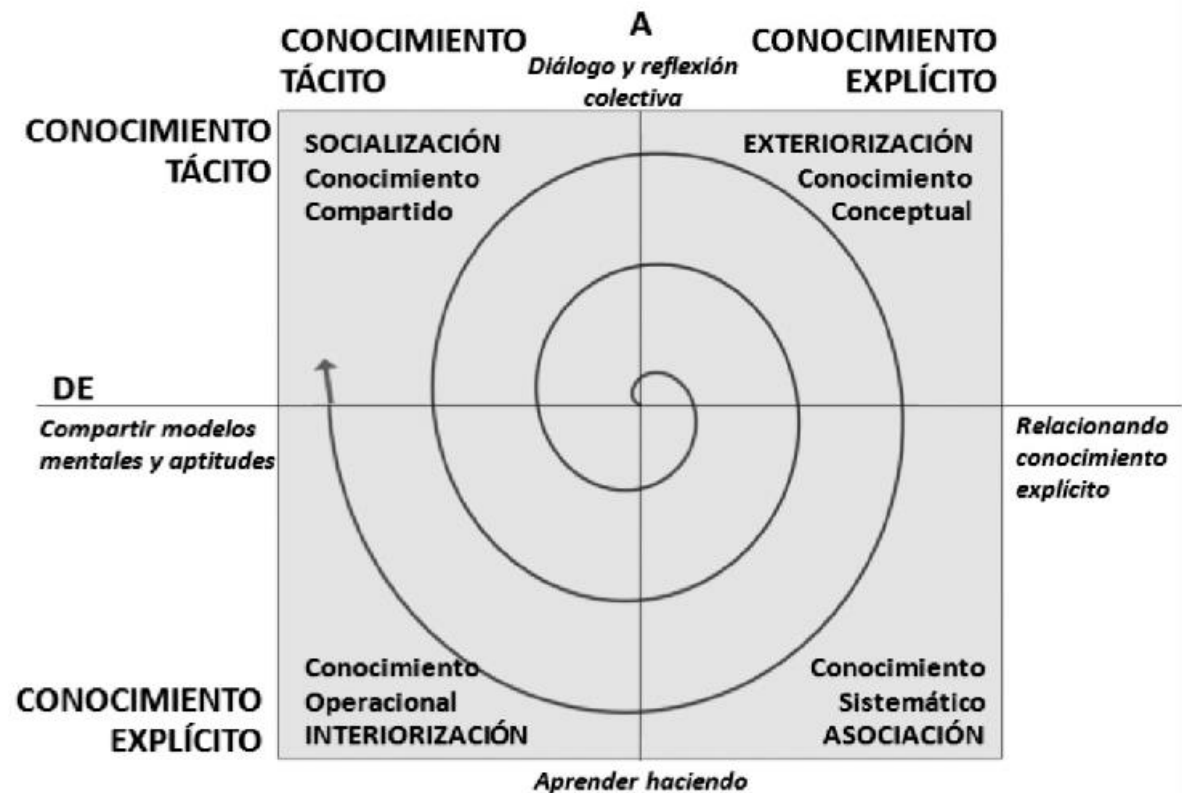 CONOCIMIENTO
TÁCITO
A
Diálogo y reflexión
colectiva
CONOCIMIENTO
EXPLÍCITO
CONOCIMIENTO
TÁCITO
SOCIALIZACIÓN
Conocimiento
Compartido
EXTERIORIZACIÓN
Conocimiento
Conceptual
DE
Compartir modelos
mentales y aptitudes
Relacionando
conocimiento
explícito
CONOCIMIENTO
EXPLÍCITO
Conocimiento
Operacional
INTERIORIZACIÓN
Conocimiento
Sistemático
ASOCIACIÓN
Aprender haciendo